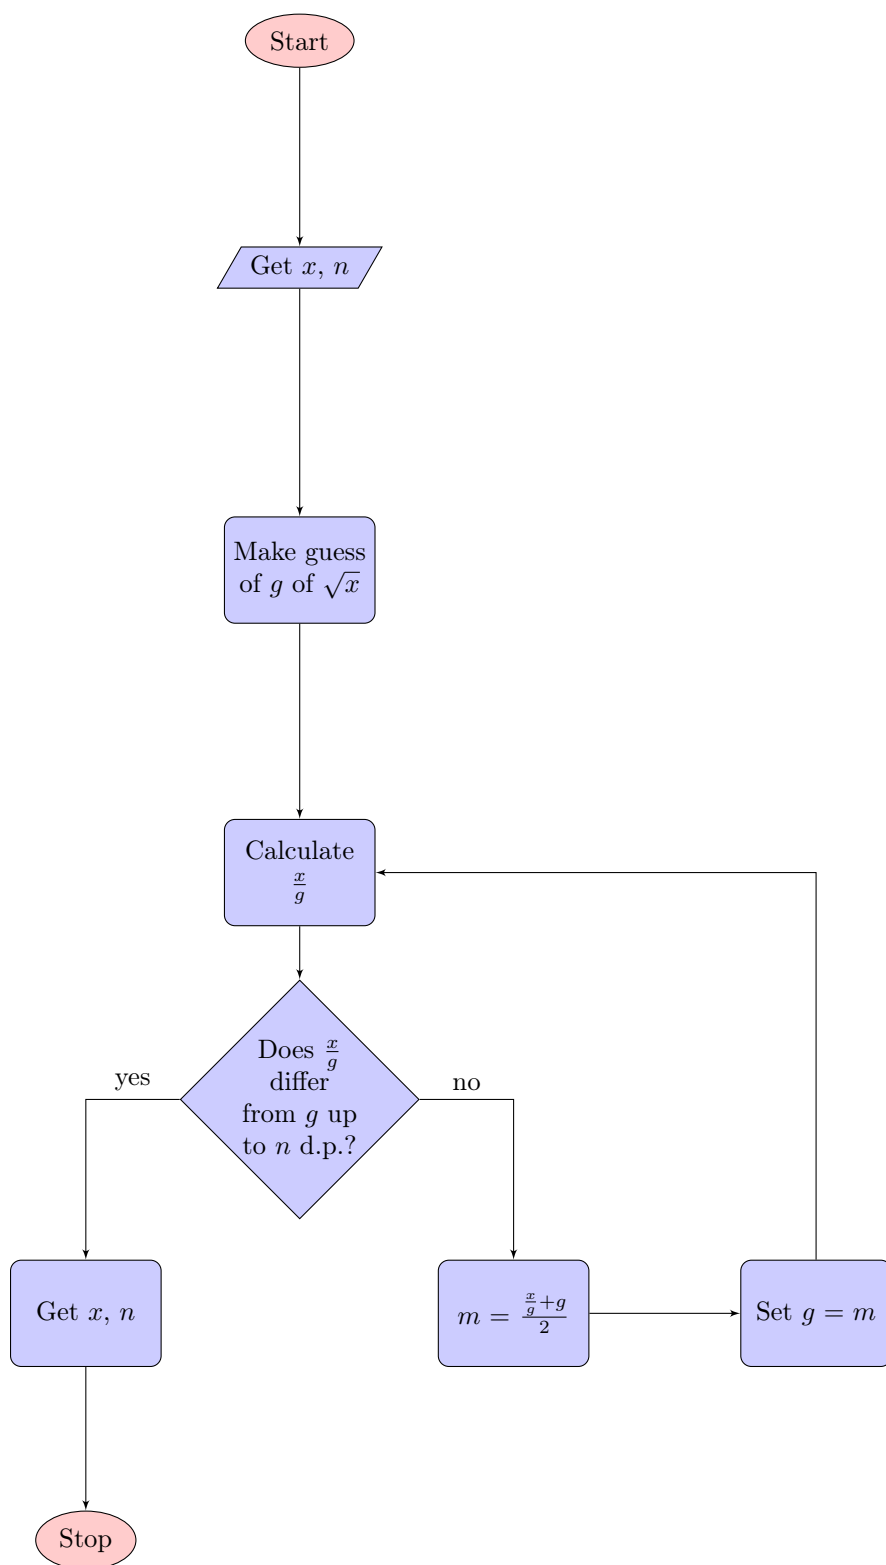 Start
Get x, n
Make guess
of g of √x
Calculate
x/g
Does x/g
differ
from g up
to n d.p.?
yes
no
Get x, n
m = (x/g + g)/2
Set g = m
Stop